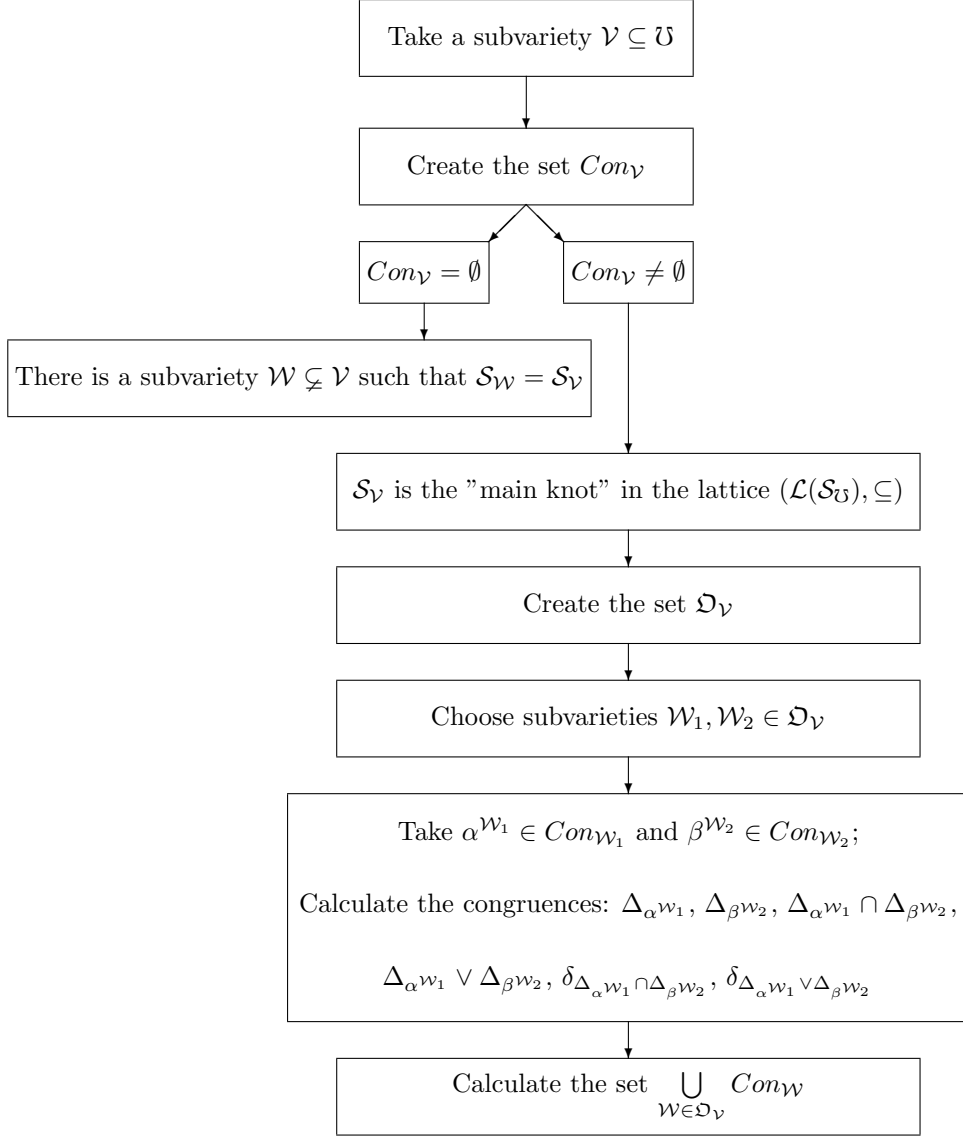 Take a subvariety 𝒱 ⊆ ℧
Create the set Con_𝒱
Con_𝒱 = ∅
Con_𝒱 ≠ ∅
There is a subvariety 𝒲 ⊊ 𝒱 such that 𝒮_𝒲 = 𝒮_𝒱
𝒮_𝒱 is the ”main knot” in the lattice (ℒ(𝒮_℧), ⊆)
Create the set 𝔇_𝒱
Choose subvarieties 𝒲₁, 𝒲₂ ∈ 𝔇_𝒱
Take α^{𝒲₁} ∈ Con_{𝒲₁} and β^{𝒲₂} ∈ Con_{𝒲₂};
Calculate the congruences: Δ_{α^{𝒲₁}}, Δ_{β^{𝒲₂}}, Δ_{α^{𝒲₁}} ∩ Δ_{β^{𝒲₂}},
Δ_{α^{𝒲₁}} ∨ Δ_{β^{𝒲₂}}, δ_{Δ_{α^{𝒲₁}} ∩ Δ_{β^{𝒲₂}}}, δ_{Δ_{α^{𝒲₁}} ∨ Δ_{β^{𝒲₂}}}
Calculate the set ⋃_{𝒲∈𝔇_𝒱} Con_𝒲